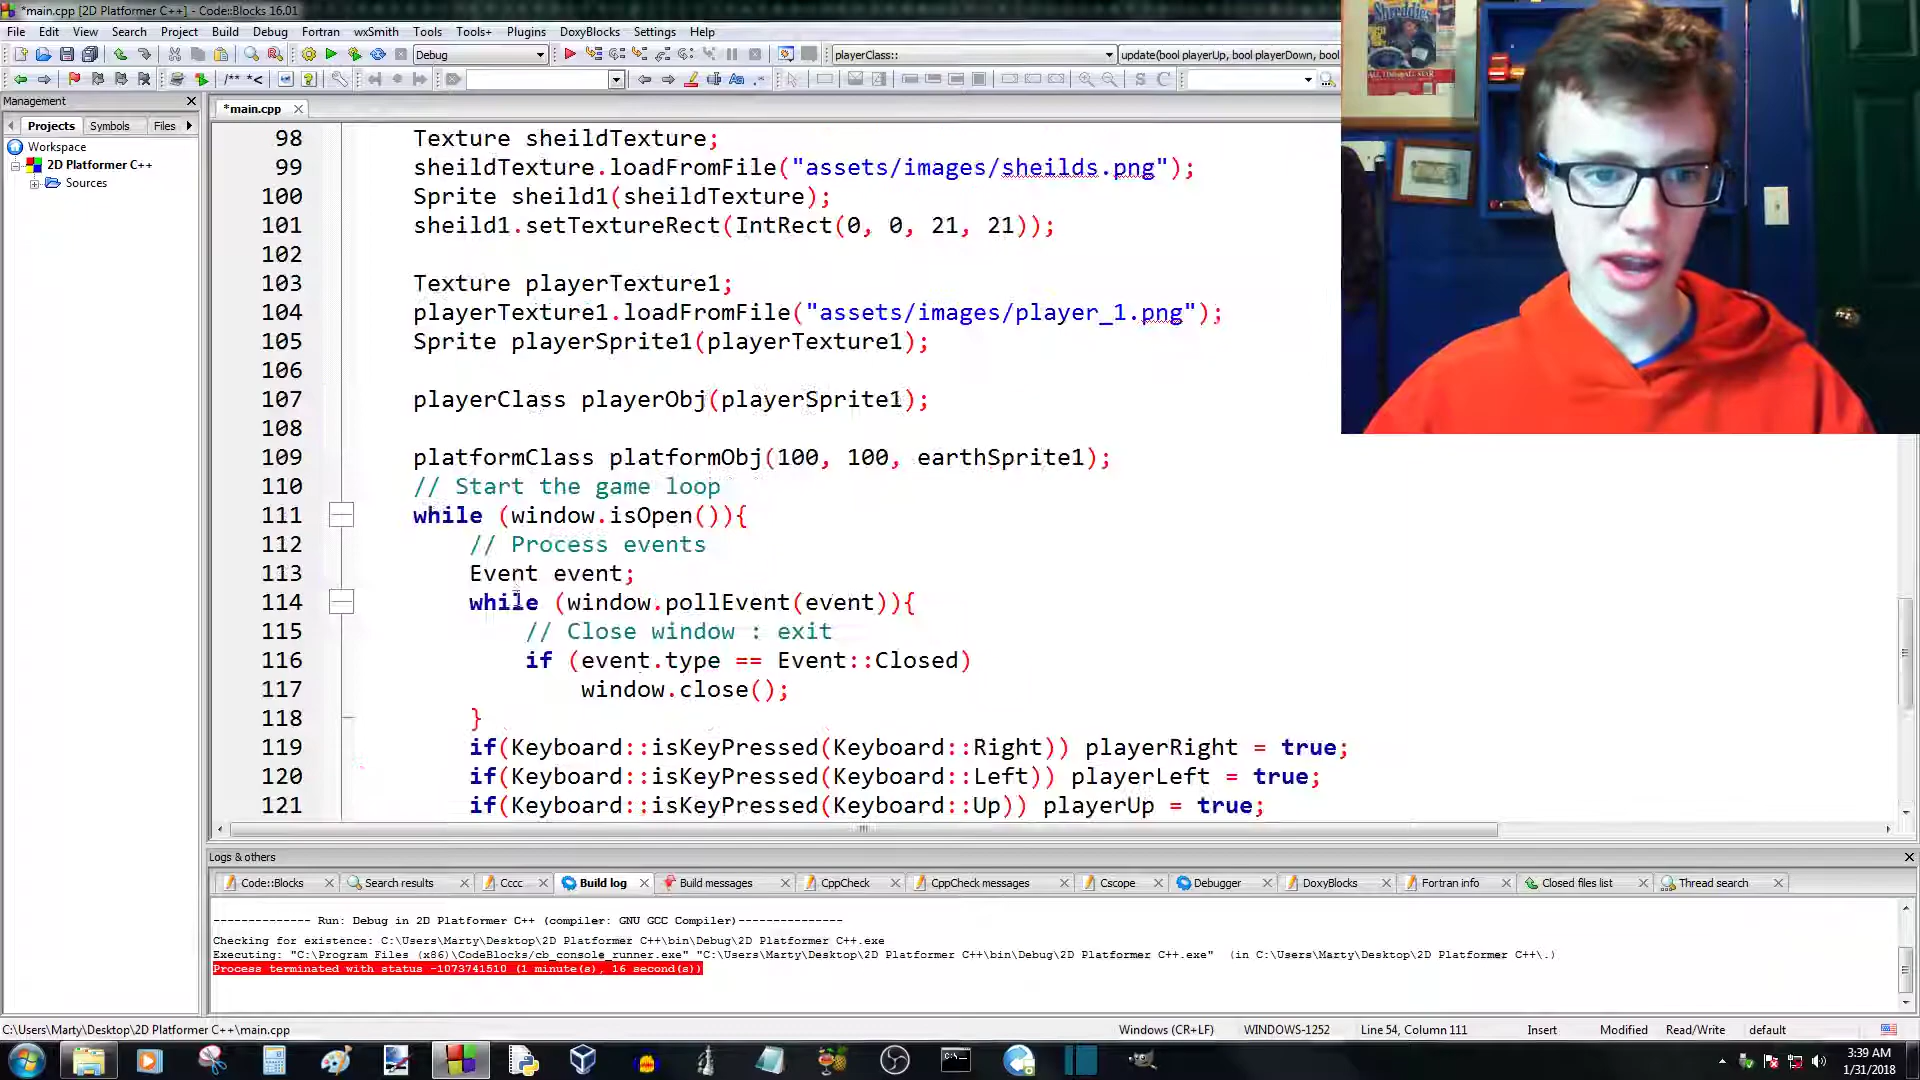 *main.cpp [2D Platformer C++] - Code::Blocks 16.01
File Edit View Search Project Build Debug Fortran wxSmith Tools Tools+ Plugins DoxyBlocks Settings Help
Debug playerClass:: update(bool playerUp, bool playerDown, bool
/** *<
Management
Projects Symbols Files
*main.cpp
Workspace
2D Platformer C++
Sources
98 Texture sheildTexture;
99 sheildTexture.loadFromFile("assets/images/sheilds.png");
100 Sprite sheild1(sheildTexture);
101 sheild1.setTextureRect(IntRect(0, 0, 21, 21));
102
103 Texture playerTexture1;
104 playerTexture1.loadFromFile("assets/images/player_1.png");
105 Sprite playerSprite1(playerTexture1);
106
107 playerClass playerObj(playerSprite1);
108
109 platformClass platformObj(100, 100, earthSprite1);
110 // Start the game loop
111 while (window.isOpen()){
112 // Process events
113 Event event;
114 while (window.pollEvent(event)){
115 // Close window : exit
116 if (event.type == Event::Closed)
117 window.close();
118 }
119 if(Keyboard::isKeyPressed(Keyboard::Right)) playerRight = true;
120 if(Keyboard::isKeyPressed(Keyboard::Left)) playerLeft = true;
121 if(Keyboard::isKeyPressed(Keyboard::Up)) playerUp = true;
Shreddies
Logs & others
Code::Blocks Search results Cccc Build log Build messages CppCheck CppCheck messages Cscope Debugger DoxyBlocks Fortran info Closed files list Thread search
-------------- Run: Debug in 2D Platformer C++ (compiler: GNU GCC Compiler)---------------
Checking for existence: C:\Users\Marty\Desktop\2D Platformer C++\bin\Debug\2D Platformer C++.exe
Executing: "C:\Program Files (x86)\CodeBlocks/cb_console_runner.exe" "C:\Users\Marty\Desktop\2D Platformer C++\bin\Debug\2D Platformer C++.exe" (in C:\Users\Marty\Desktop\2D Platformer C++\.)
Process terminated with status -1073741510 (1 minute(s), 16 second(s))
C:\Users\Marty\Desktop\2D Platformer C++\main.cpp Windows (CR+LF) WINDOWS-1252 Line 54, Column 111 Insert Modified Read/Write default
3:39 AM
1/31/2018